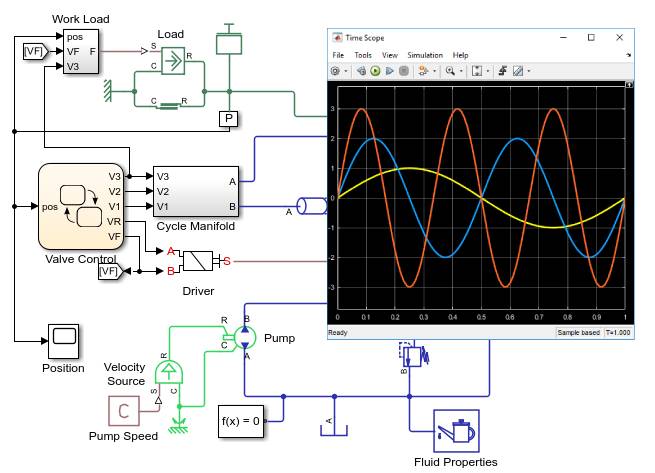 Work Load
pos
VF
V3
F
[VF]
Load
S
R
C
C
R
P
Time Scope
File Tools View Simulation Help
3
2
1
0
-1
-2
-3
0 0.1 0.2 0.3 0.4 0.5 0.6 0.7 0.8 0.9 1
Ready
Sample based T=1.000
pos
V3
V2
V1
VR
VF
Valve Control
V3
V2
V1
A
B
Cycle Manifold
A
[VF]
A
B
S
Driver
Position
R
C
B
A
Pump
Velocity
Source
R
S
C
C
Pump Speed
f(x) = 0
A
B
Fluid Properties